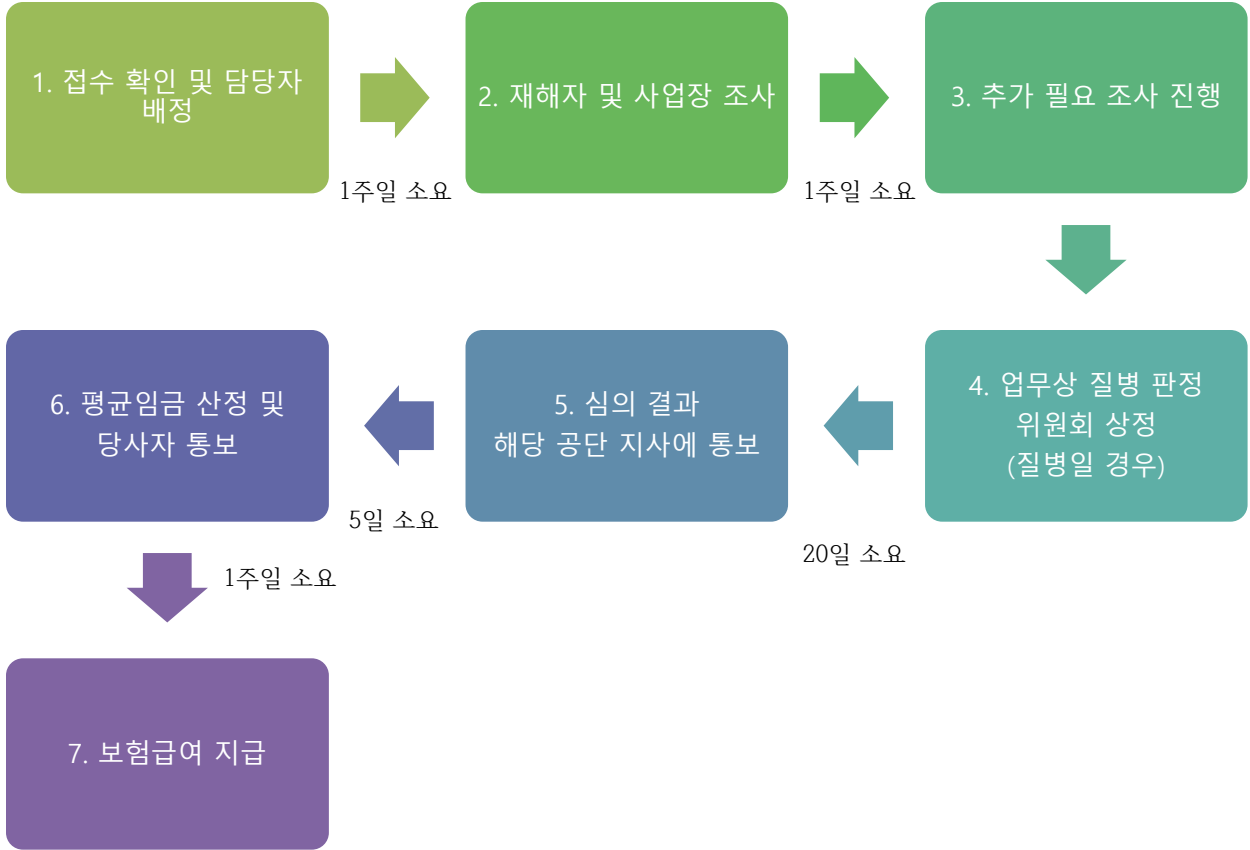 1. 접수 확인 및 담당자
배정
1주일 소요
2. 재해자 및 사업장 조사
1주일 소요
3. 추가 필요 조사 진행
4. 업무상 질병 판정
위원회 상정
(질병일 경우)
20일 소요
5. 심의 결과
해당 공단 지사에 통보
5일 소요
6. 평균임금 산정 및
당사자 통보
1주일 소요
7. 보험급여 지급